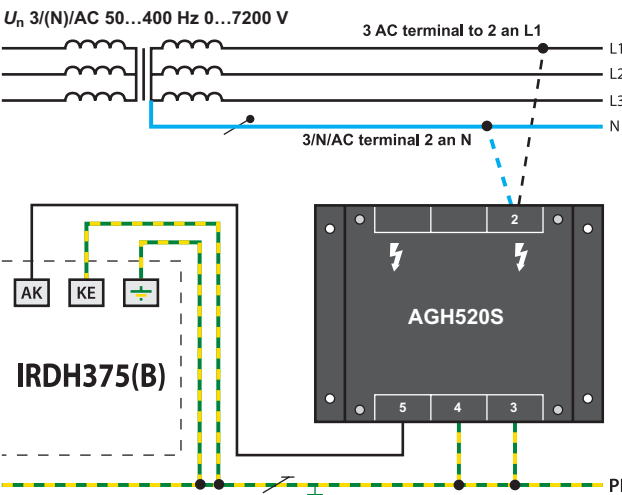 Un 3/(N)/AC 50…400 Hz 0…7200 V
3 AC terminal to 2 an L1
L1
L2
L3
N
3/N/AC terminal 2 an N
2
AK
KE
AGH520S
IRDH375(B)
5
4
3